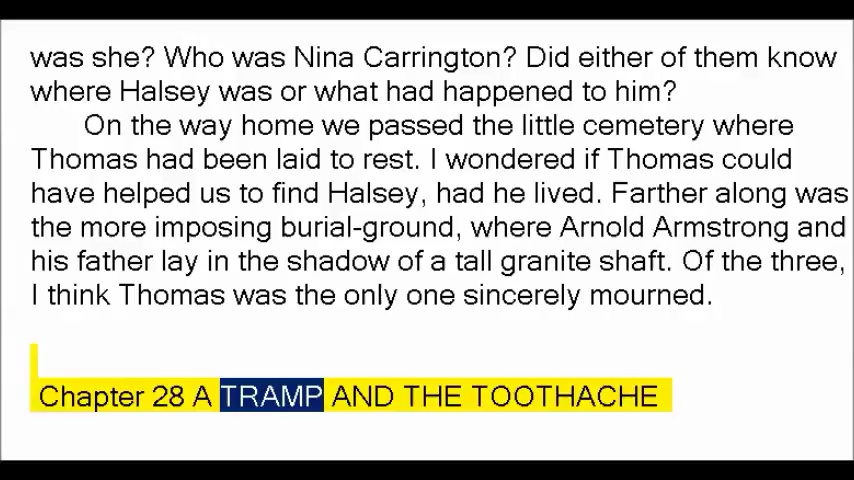 was she? Who was Nina Carrington? Did either of them know
where Halsey was or what had happened to him?
On the way home we passed the little cemetery where
Thomas had been laid to rest. I wondered if Thomas could
have helped us to find Halsey, had he lived. Farther along was
the more imposing burial-ground, where Arnold Armstrong and
his father lay in the shadow of a tall granite shaft. Of the three,
I think Thomas was the only one sincerely mourned.
Chapter 28 A TRAMP AND THE TOOTHACHE